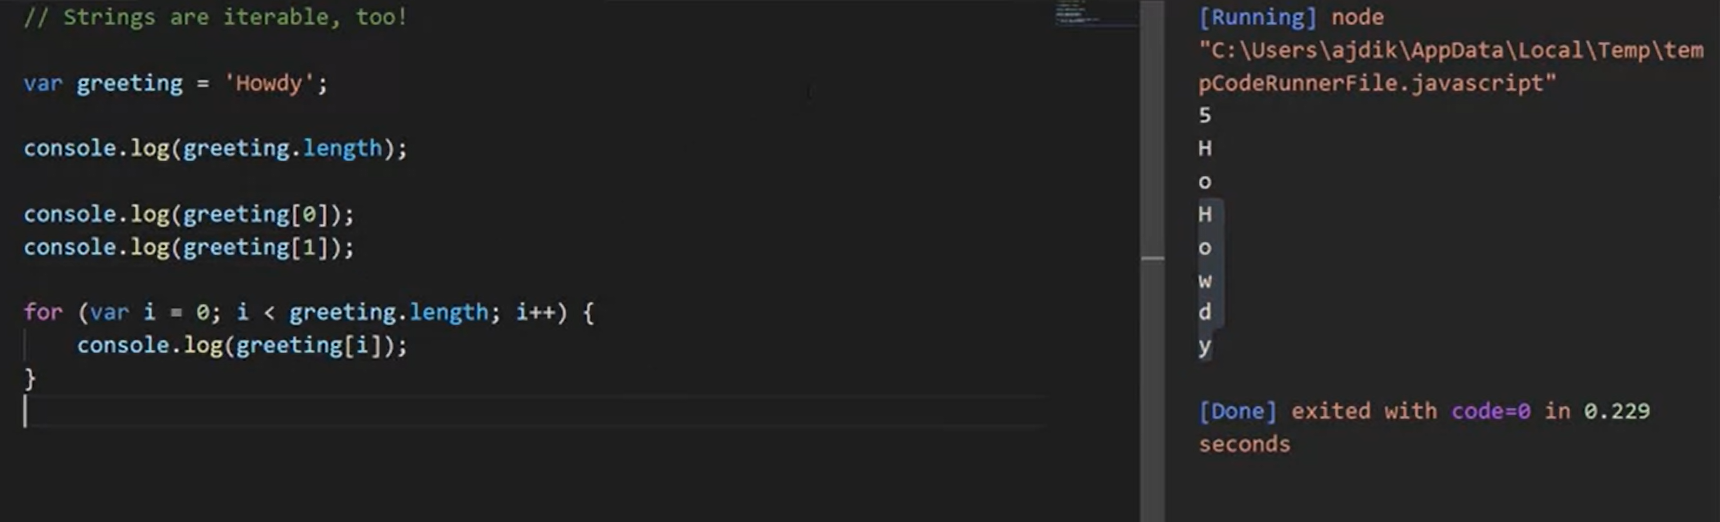 // Strings are iterable, too!
var greeting = 'Howdy';
console.log(greeting.length);
console.log(greeting[0]);
console.log(greeting[1]);
for (var i = 0; i < greeting.length; i++) {
    console.log(greeting[i]);
}
[Running] node
"C:\Users\ajdik\AppData\Local\Temp\tem
pCodeRunnerFile.javascript"
5
H
o
H
o
w
d
y
[Done] exited with code=0 in 0.229
seconds